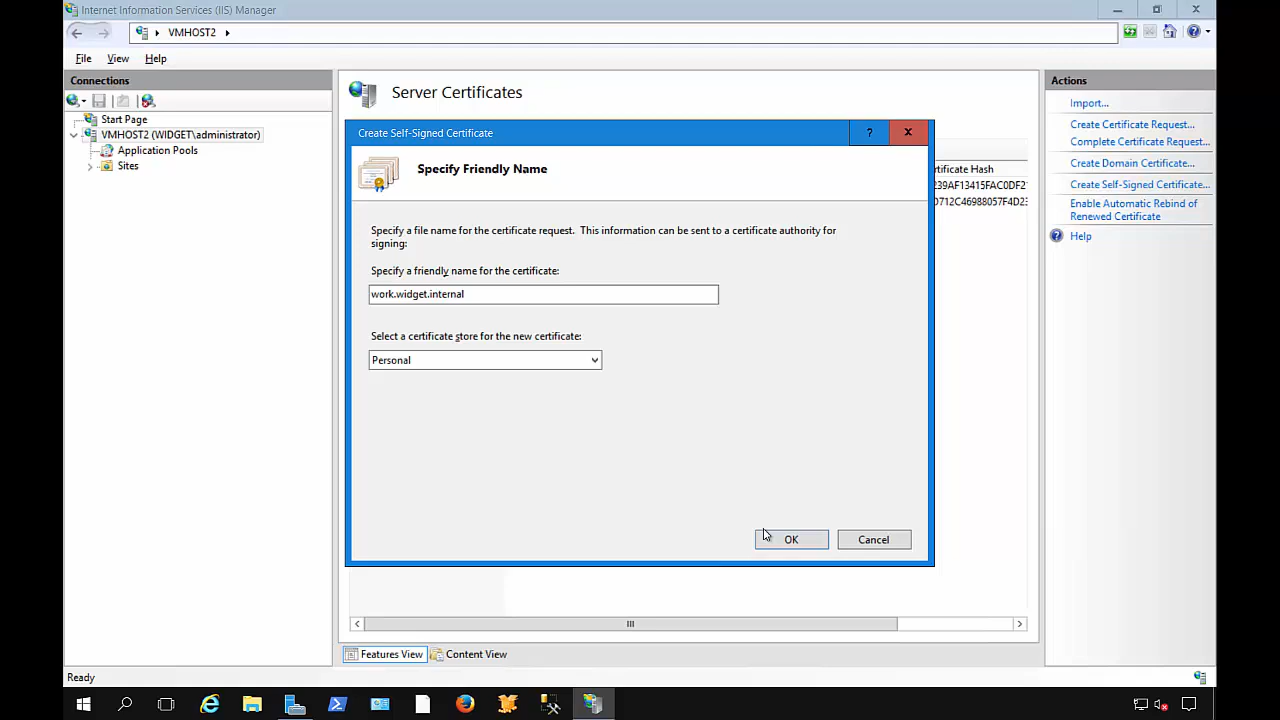 Internet Information Services (IIS) Manager
VMHOST2
File View Help
Connections
Start Page
VMHOST2 (WIDGET\administrator)
Application Pools
Sites
Server Certificates
Create Self-Signed Certificate
?
Specify Friendly Name
Specify a file name for the certificate request. This information can be sent to a certificate authority for
signing:
Specify a friendly name for the certificate:
work.widget.internal
Select a certificate store for the new certificate:
Personal
OK Cancel
rtificate Hash
239AF13415FAC0DF2
D712C46988057F4D23
Features View Content View
Actions
Import...
Create Certificate Request...
Complete Certificate Request...
Create Domain Certificate...
Create Self-Signed Certificate...
Enable Automatic Rebind of
Renewed Certificate
Help
Ready